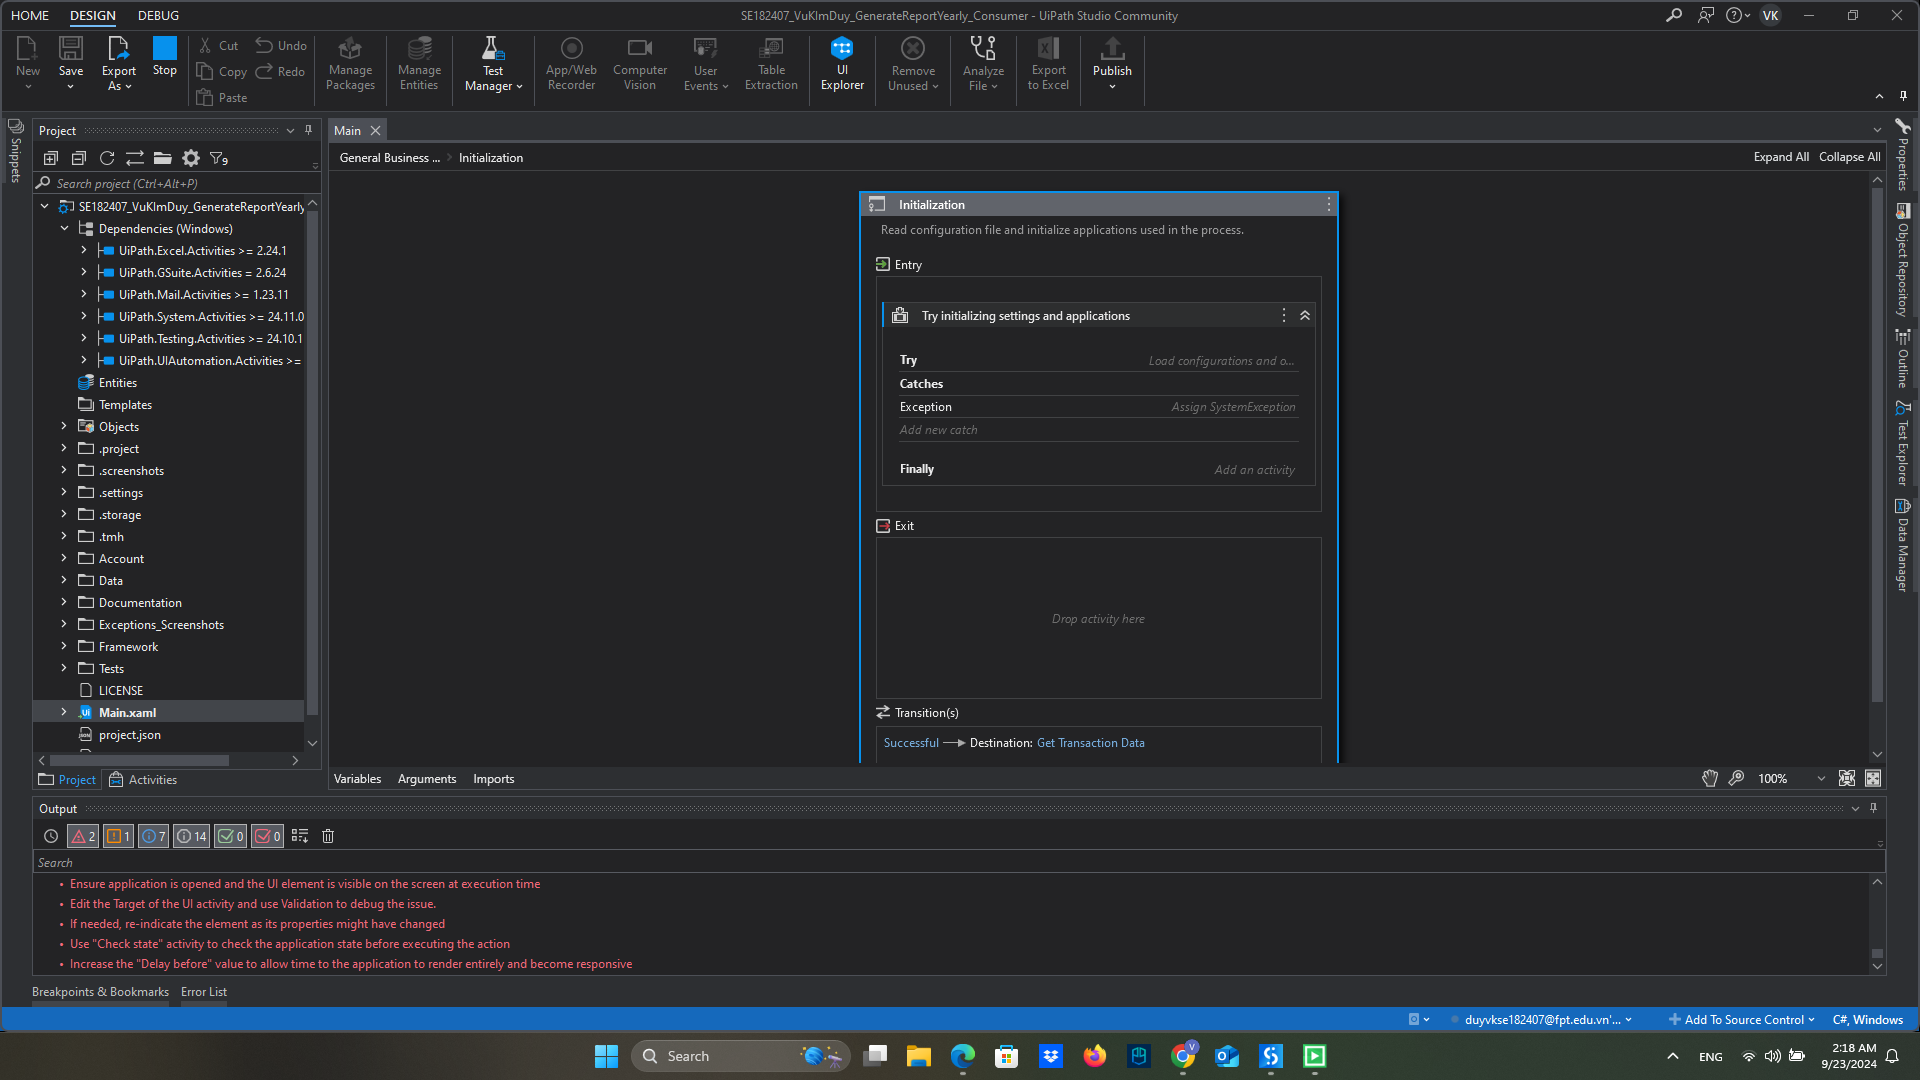 HOME
DESIGN
DEBUG
SE182407_VuKImDuy_GenerateReportYearly_Consumer - UiPath Studio Community
VK
New
Save
Export As
Stop
Cut
Copy
Paste
Undo
Redo
Manage Packages
Manage Entities
Test Manager
App/Web Recorder
Computer Vision
User Events
Table Extraction
UI Explorer
Remove Unused
Analyze File
Export to Excel
Publish
Snippets
Project
9
Search project (Ctrl+Alt+P)
SE182407_VuKImDuy_GenerateReportYearly
Dependencies (Windows)
UiPath.Excel.Activities >= 2.24.1
UiPath.GSuite.Activities = 2.6.24
UiPath.Mail.Activities >= 1.23.11
UiPath.System.Activities >= 24.11.0
UiPath.Testing.Activities >= 24.10.1
UiPath.UIAutomation.Activities >=
Entities
Templates
Objects
.project
.screenshots
.settings
.storage
.tmh
Account
Data
Documentation
Exceptions_Screenshots
Framework
Tests
LICENSE
Main.xaml
project.json
Project
Activities
Main
General Business ...
Initialization
Expand All
Collapse All
Initialization
Read configuration file and initialize applications used in the process.
Entry
Try initializing settings and applications
Try
Load configurations and o...
Catches
Exception
Assign SystemException
Add new catch
Finally
Add an activity
Exit
Drop activity here
Transition(s)
Successful
Destination: Get Transaction Data
Variables
Arguments
Imports
100%
Properties
Object Repository
Outline
Test Explorer
Data Manager
Output
2
1
7
14
0
0
Search
• Ensure application is opened and the UI element is visible on the screen at execution time
• Edit the Target of the UI activity and use Validation to debug the issue.
• If needed, re-indicate the element as its properties might have changed
• Use "Check state" activity to check the application state before executing the action
• Increase the "Delay before" value to allow time to the application to render entirely and become responsive
Breakpoints & Bookmarks
Error List
duyvkse182407@fpt.edu.vn'...
Add To Source Control
C#, Windows
Search
V
ENG
2:18 AM
9/23/2024